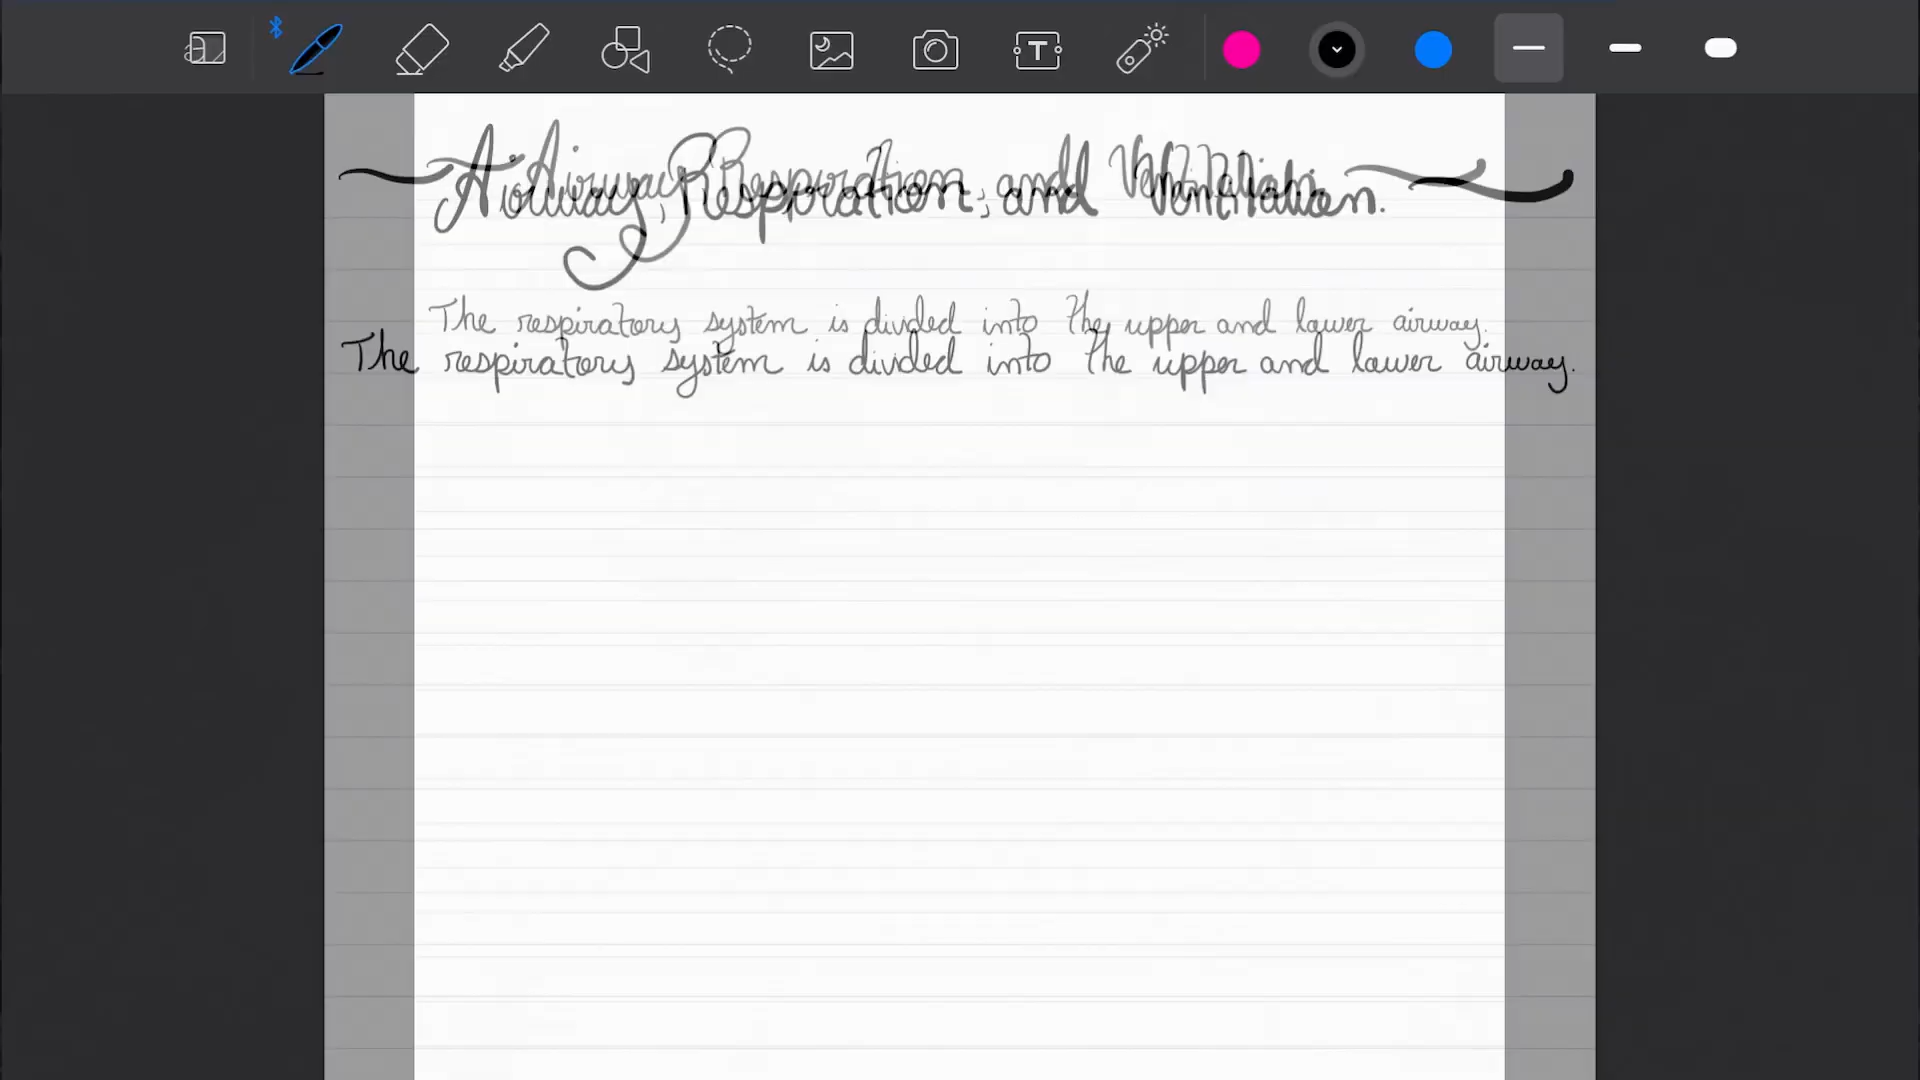 Airway, Respiration, and Ventilation.
The respiratory system is divided into the upper and lower airway.
The respiratory system is divided into the upper and lower airway.